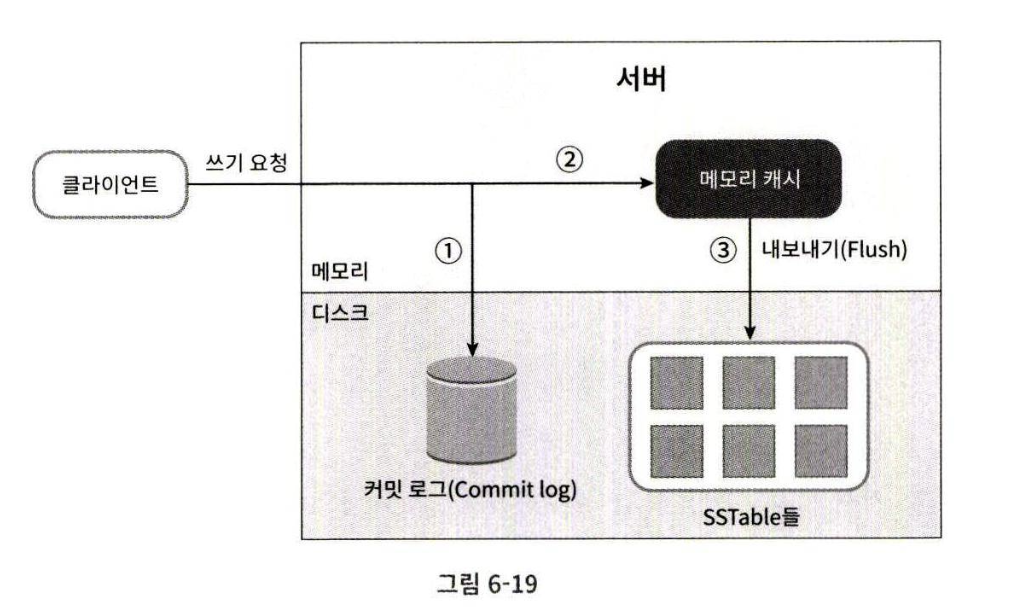 서버
쓰기 요청
②
클라이언트
메모리 캐시
①
③
내보내기(Flush)
메모리
디스크
커밋 로그(Commit log)
SSTable들
그림 6-19